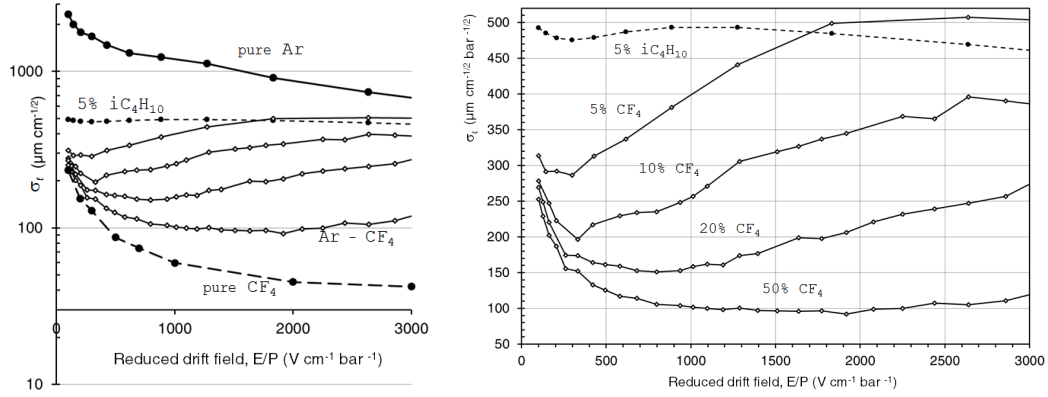 pure Ar
1000
5% iC₄H₁₀
σₜ (µm cm⁻¹/²)
100
Ar – CF₄
pure CF₄
0
1000
2000
3000
Reduced drift field, E/P (V cm⁻¹ bar ⁻¹)
10
500
450
400
350
300
250
200
150
100
50
σₜ (µm cm⁻¹/² bar ⁻¹/²)
5% iC₄H₁₀
5% CF₄
10% CF₄
20% CF₄
50% CF₄
0
500
1000
1500
2000
2500
3000
Reduced drift field, E/P (V cm⁻¹ bar ⁻¹)